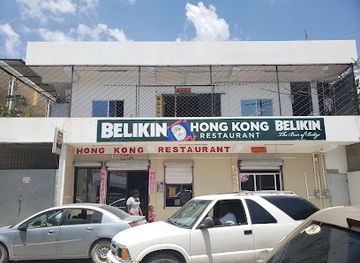 BELIKIN HONG KONG BELIKIN
RESTAURANT The Beer of Belize
HONG KONG RESTAURANT